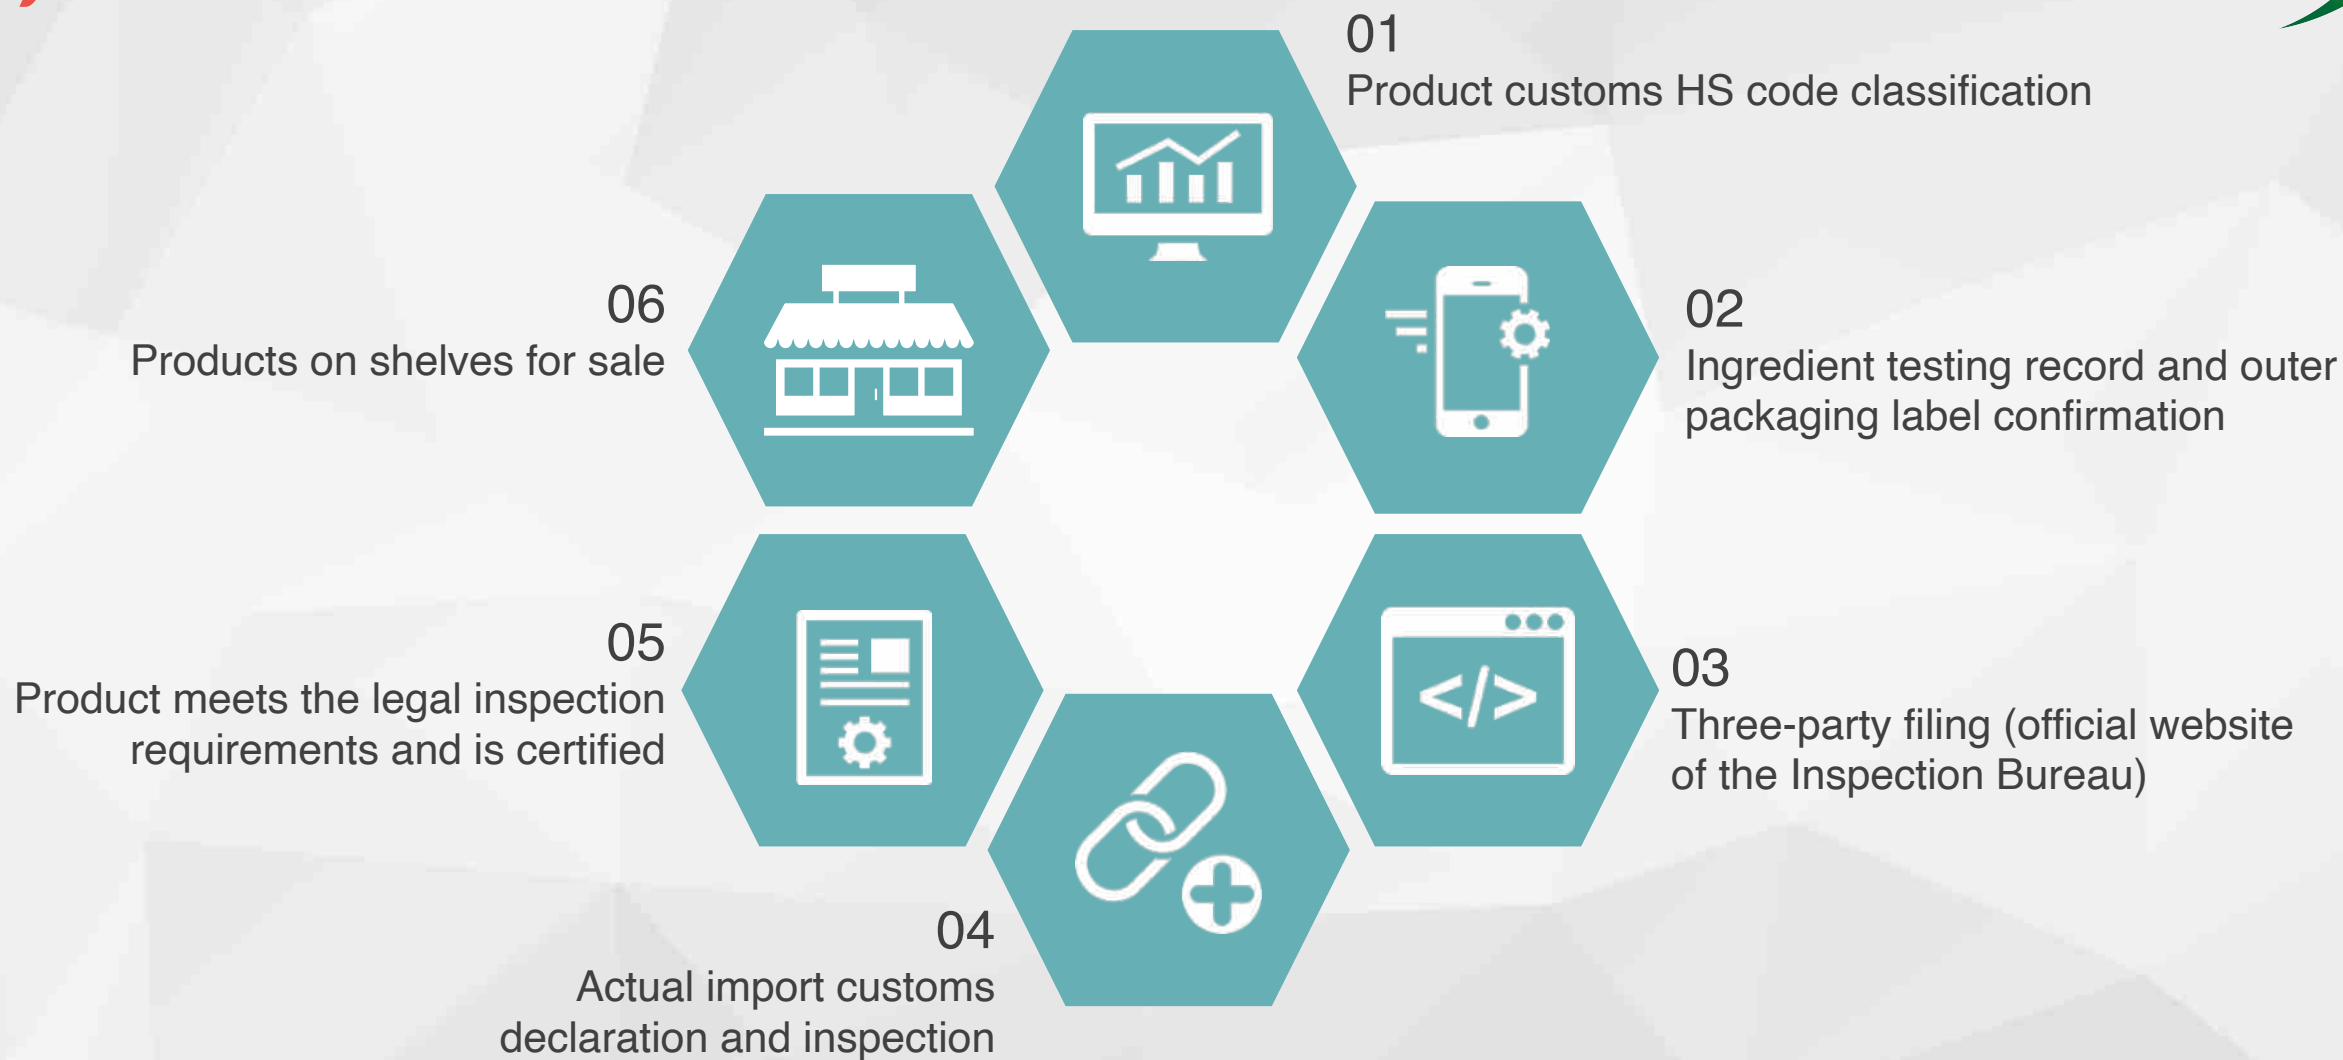 01
Product customs HS code classification
02
Ingredient testing record and outer
packaging label confirmation
03
Three-party filing (official website
of the Inspection Bureau)
04
Actual import customs
declaration and inspection
05
Product meets the legal inspection
requirements and is certified
06
Products on shelves for sale